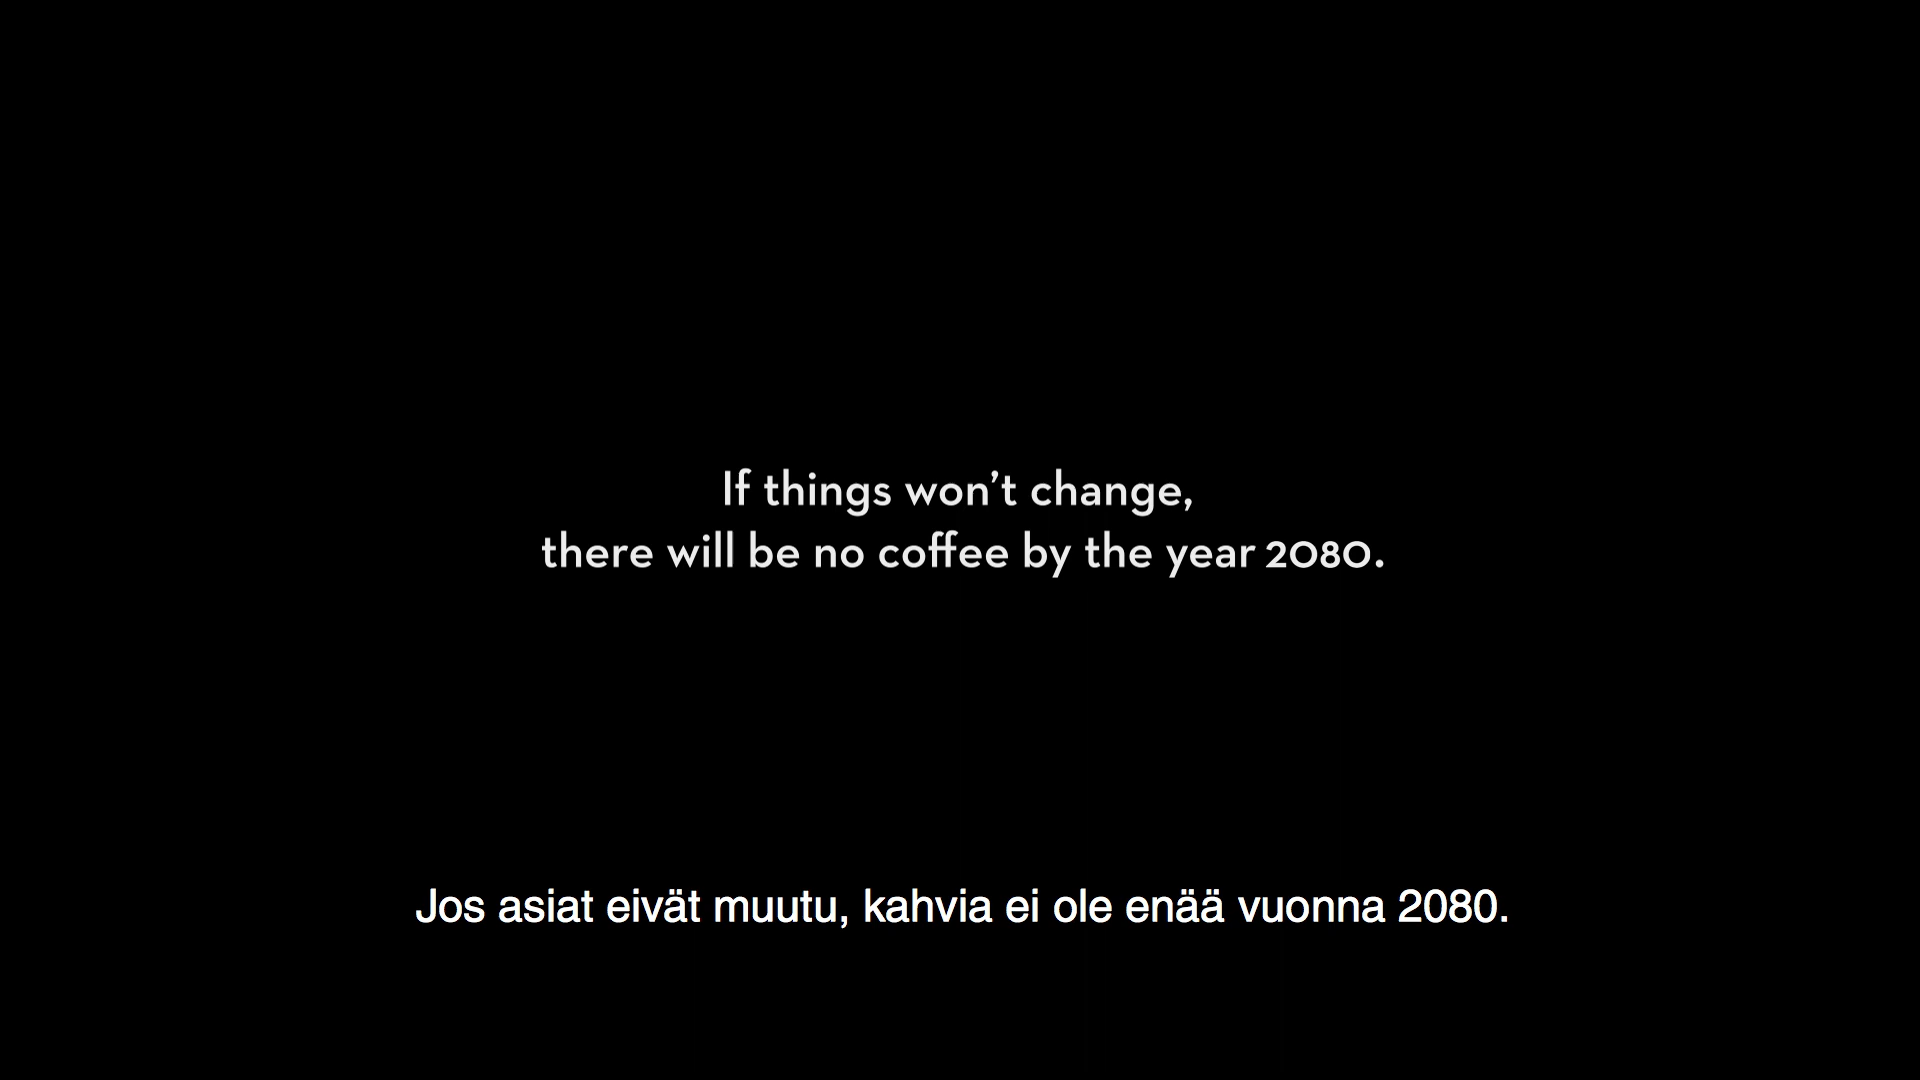 If things won’t change,
there will be no coffee by the year 2080.
Jos asiat eivät muutu, kahvia ei ole enää vuonna 2080.